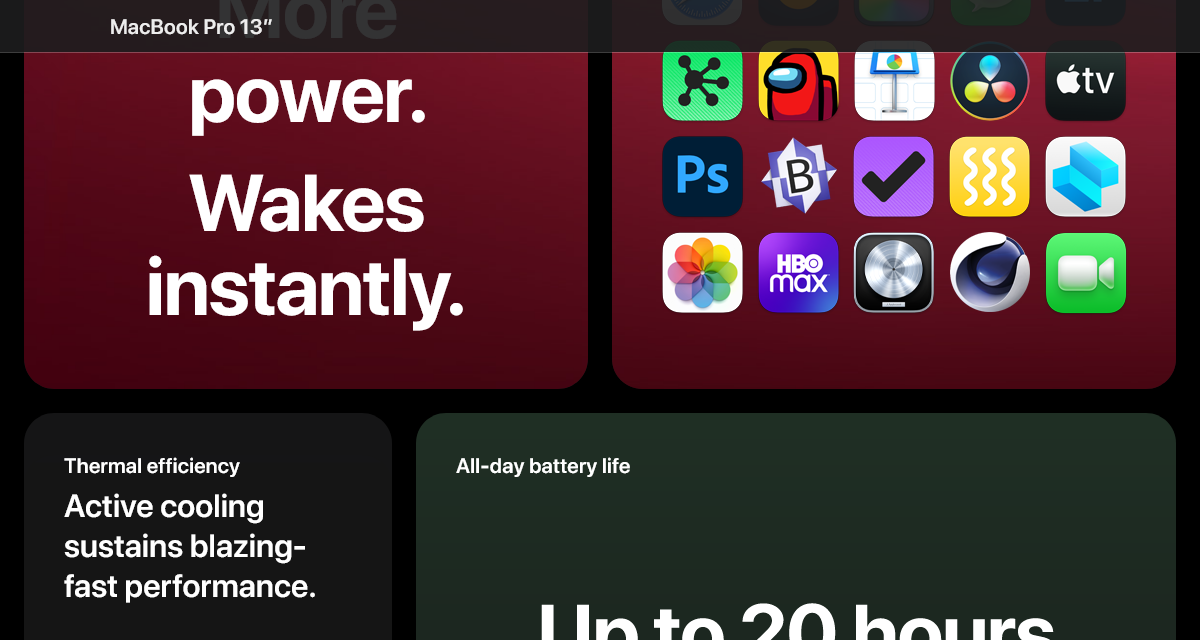 MacBook Pro 13″
More
power.
Wakes
instantly.
tv
Ps
B
HBO
max
Thermal efficiency
Active cooling
sustains blazing-
fast performance.
All-day battery life
Up to 20 hours